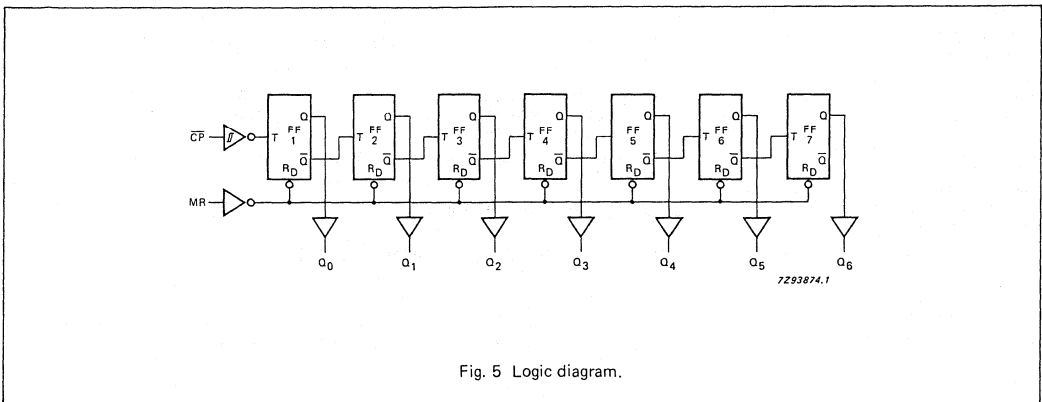 Q Q Q Q Q Q Q
CP T FF 1 T FF 2 T FF 3 T FF 4 FF 5 T FF 6 T FF 7
Q Q Q Q Q Q Q
RD RD RD RD RD RD RD
MR
Q0 Q1 Q2 Q3 Q4 Q5 Q6
7Z93874.1
Fig. 5 Logic diagram.